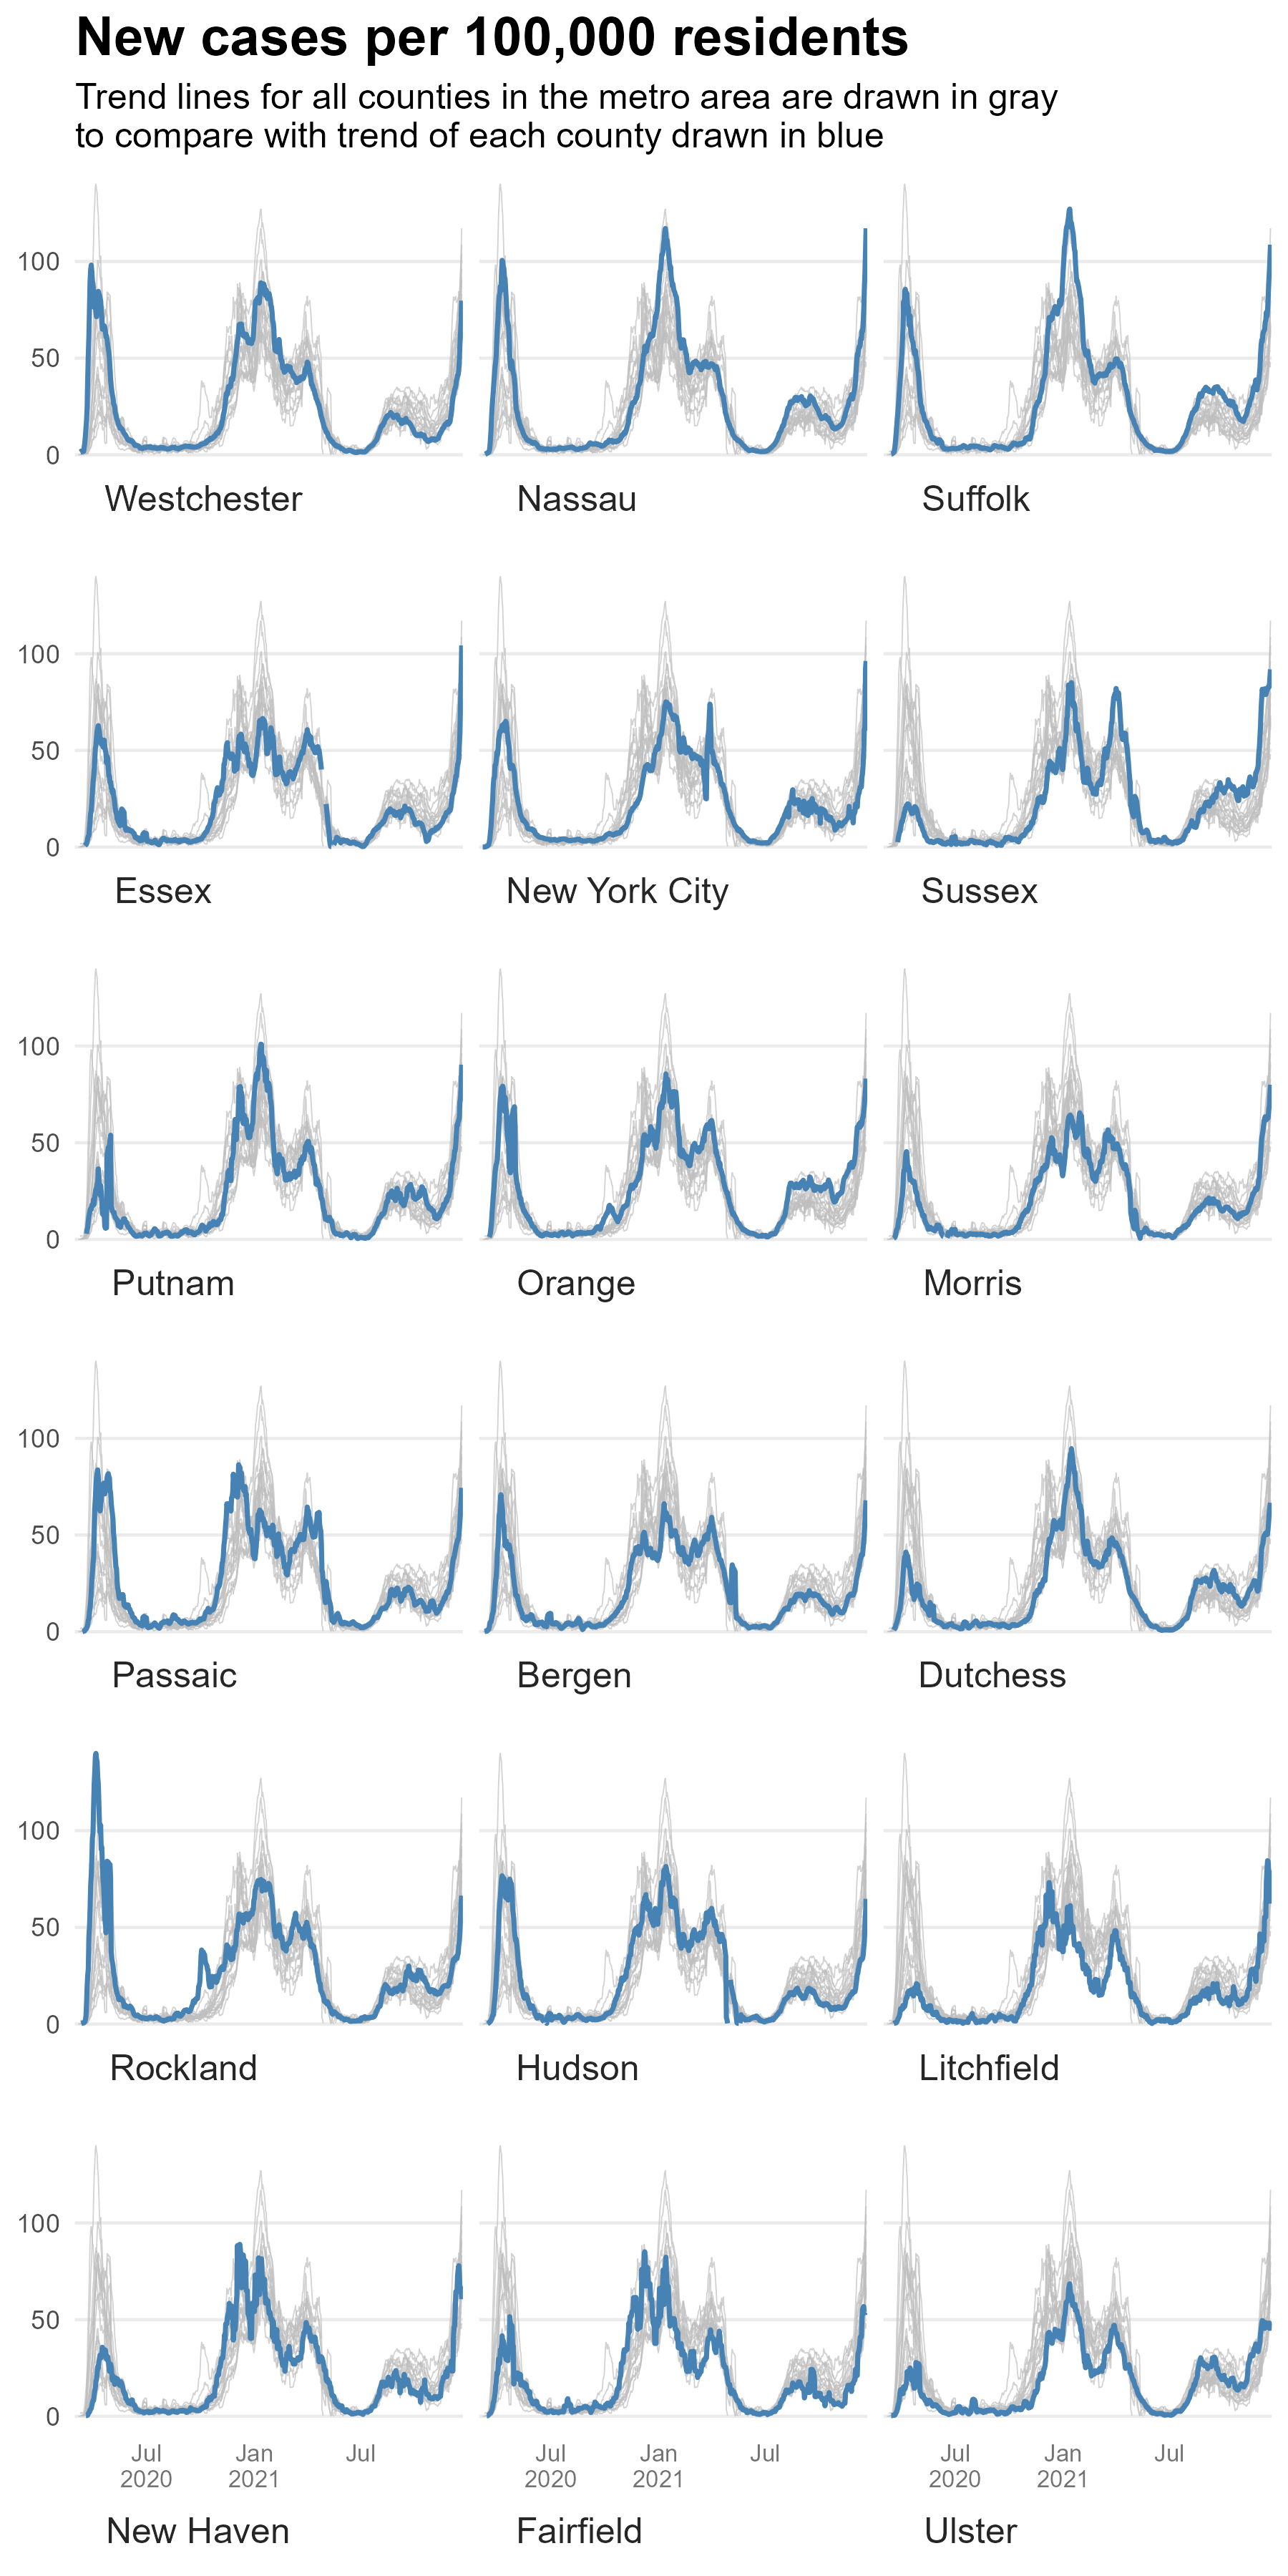 New cases per 100,000 residents
Trend lines for all counties in the metro area are drawn in gray
to compare with trend of each county drawn in blue
100
50
0
Westchester
Nassau
Suffolk
100
50
0
Essex
New York City
Sussex
100
50
0
Putnam
Orange
Morris
100
50
0
Passaic
Bergen
Dutchess
100
50
0
Rockland
Hudson
Litchfield
100
50
0
Jul
2020
Jan
2021
Jul
Jul
2020
Jan
2021
Jul
Jul
2020
Jan
2021
Jul
New Haven
Fairfield
Ulster